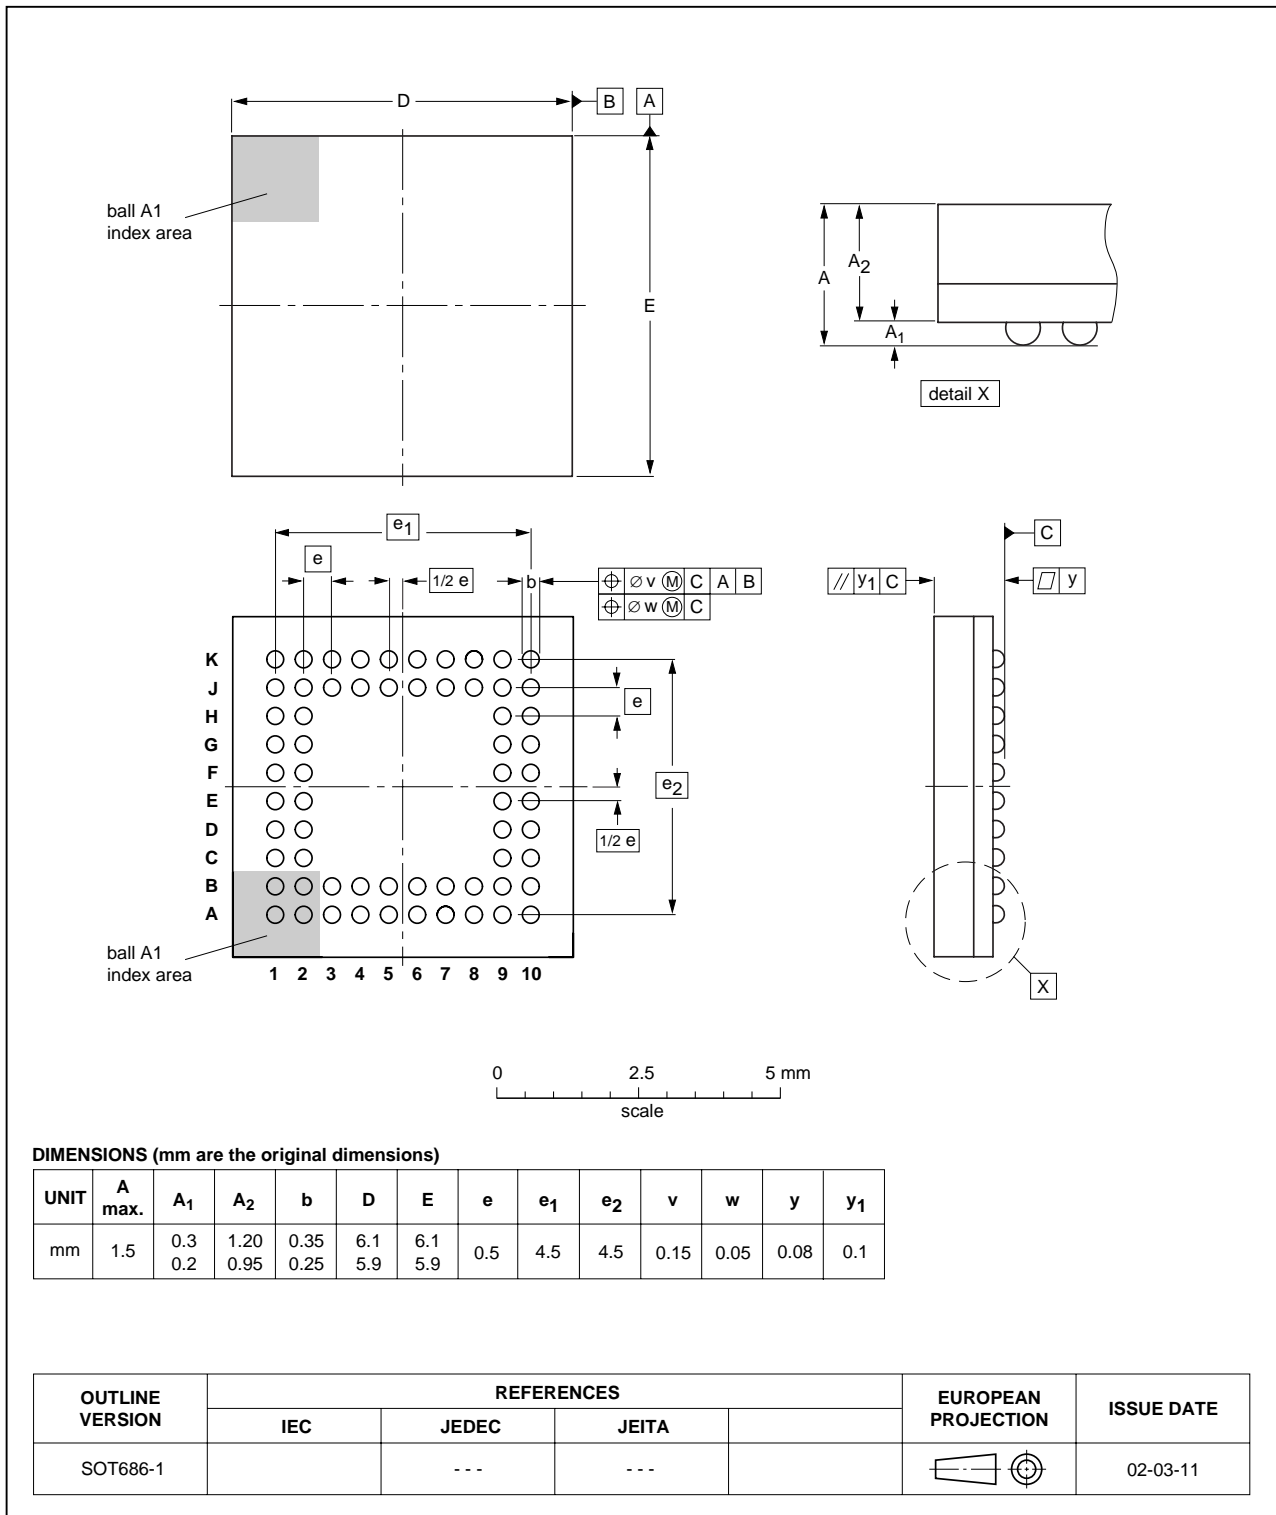 D
B
A
ball A1
index area
E
A
A2
A1
detail X
e1
e
1/2 e
b
⌖ ∅ v Ⓜ C A B
⌖ ∅ w Ⓜ C
C
// y1 C
⏥ y
K
J
H
G
F
E
D
C
B
A
e
e2
1/2 e
ball A1
index area
1 2 3 4 5 6 7 8 9 10
X
0 2.5 5 mm
scale
DIMENSIONS (mm are the original dimensions)
UNIT A max. A1 A2 b D E e e1 e2 v w y y1
mm 1.5 0.3 1.20 0.35 6.1 6.1 0.5 4.5 4.5 0.15 0.05 0.08 0.1
0.2 0.95 0.25 5.9 5.9
OUTLINE VERSION REFERENCES EUROPEAN PROJECTION ISSUE DATE
IEC JEDEC JEITA
SOT686-1 - - - - - - 02-03-11